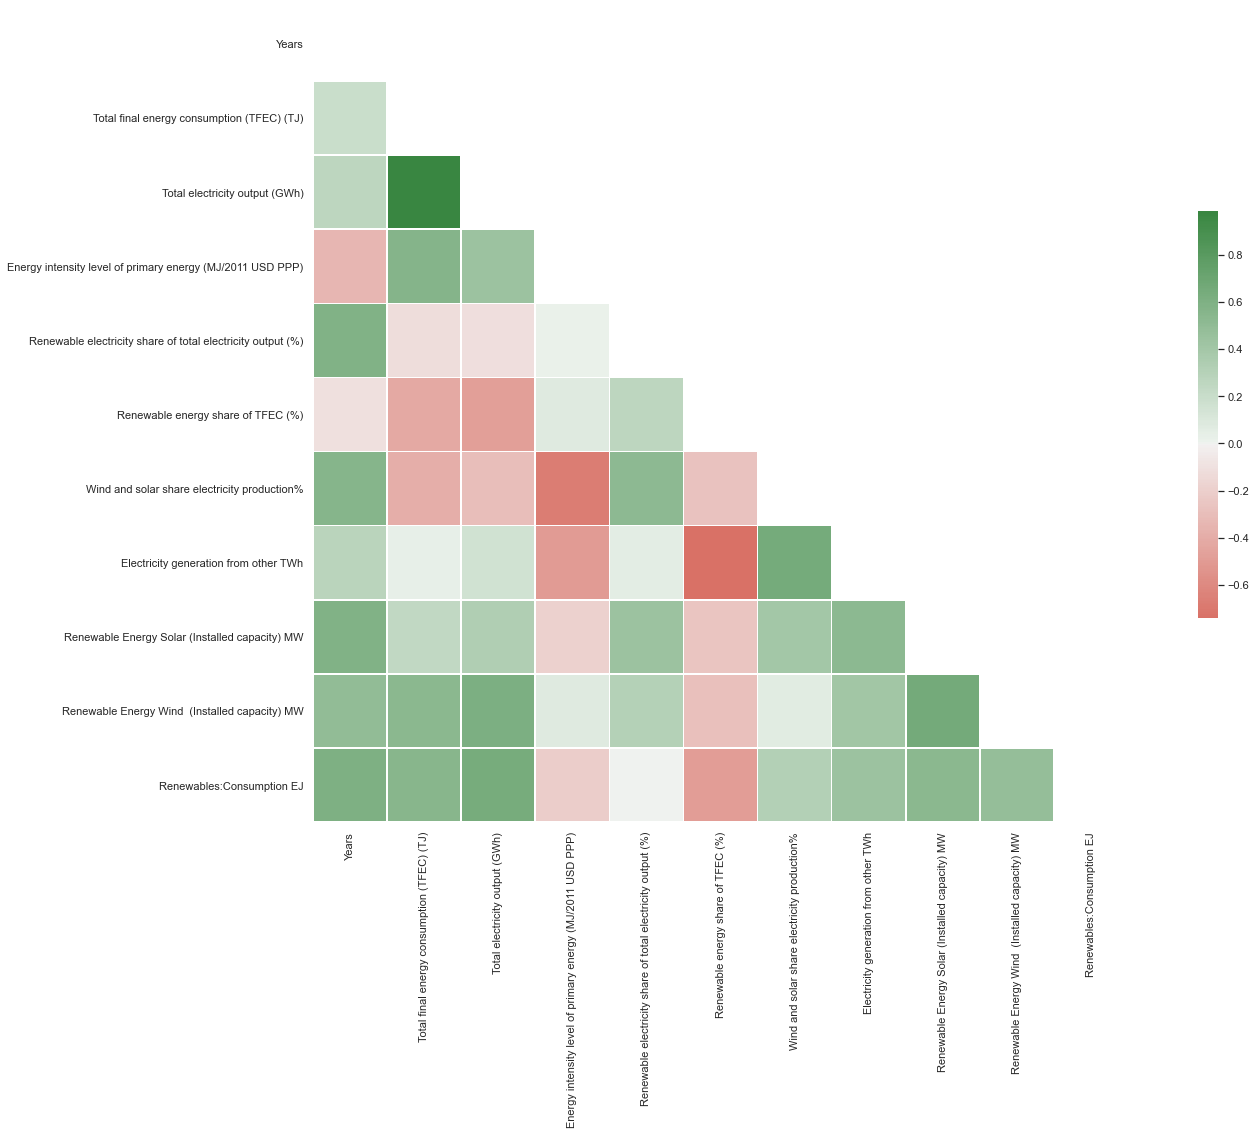 Years
Total final energy consumption (TFEC) (TJ)
Total electricity output (GWh)
Energy intensity level of primary energy (MJ/2011 USD PPP)
Renewable electricity share of total electricity output (%)
Renewable energy share of TFEC (%)
Wind and solar share electricity production%
Electricity generation from other TWh
Renewable Energy Solar (Installed capacity) MW
Renewable Energy Wind  (Installed capacity) MW
Renewables:Consumption EJ
0.8
0.6
0.4
0.2
0.0
−0.2
−0.4
−0.6
Years
Total final energy consumption (TFEC) (TJ)
Total electricity output (GWh)
Energy intensity level of primary energy (MJ/2011 USD PPP)
Renewable electricity share of total electricity output (%)
Renewable energy share of TFEC (%)
Wind and solar share electricity production%
Electricity generation from other TWh
Renewable Energy Solar (Installed capacity) MW
Renewable Energy Wind  (Installed capacity) MW
Renewables:Consumption EJ